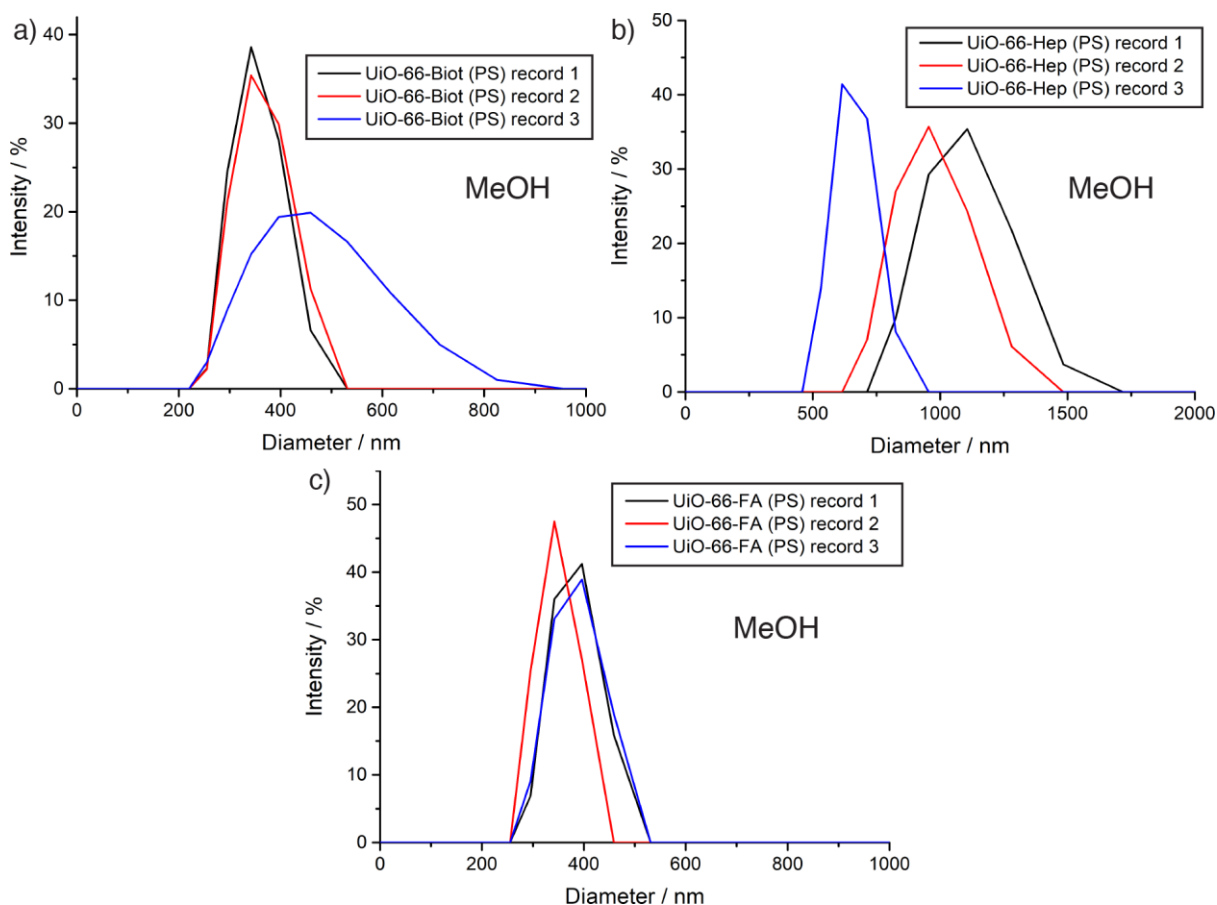 a)
UiO-66-Biot (PS) record 1
UiO-66-Biot (PS) record 2
UiO-66-Biot (PS) record 3
MeOH
Intensity / %
40
30
20
10
0
0 200 400 600 800 1000
Diameter / nm
b)
UiO-66-Hep (PS) record 1
UiO-66-Hep (PS) record 2
UiO-66-Hep (PS) record 3
MeOH
Intensity / %
50
40
30
20
10
0
0 500 1000 1500 2000
Diameter / nm
c)
UiO-66-FA (PS) record 1
UiO-66-FA (PS) record 2
UiO-66-FA (PS) record 3
MeOH
Intensity / %
50
40
30
20
10
0
0 200 400 600 800 1000
Diameter / nm